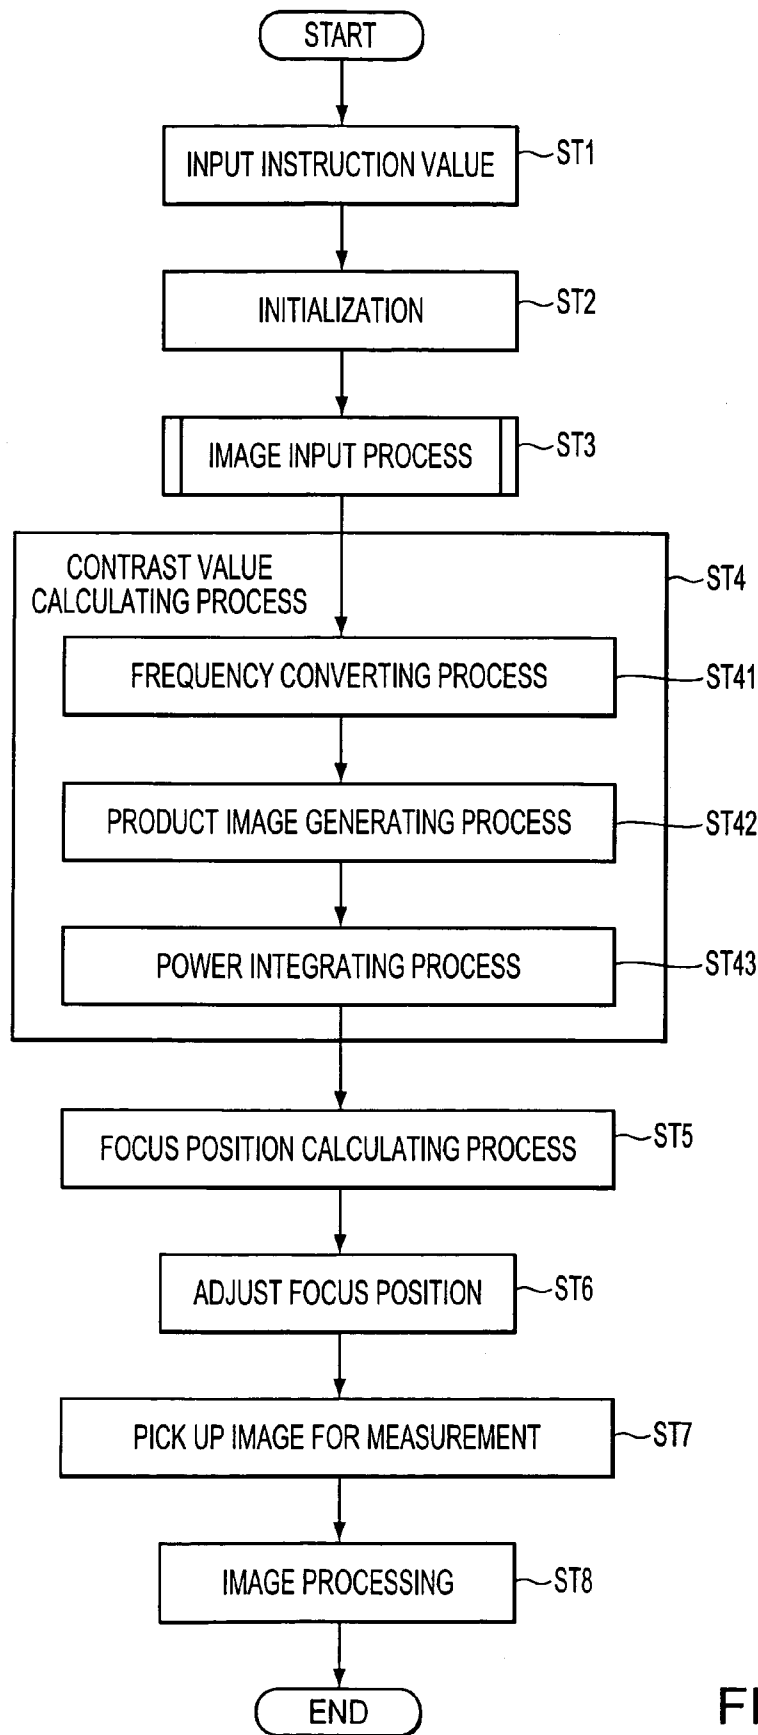 START
INPUT INSTRUCTION VALUE
ST1
INITIALIZATION
ST2
IMAGE INPUT PROCESS
ST3
CONTRAST VALUE
CALCULATING PROCESS
ST4
FREQUENCY CONVERTING PROCESS
ST41
PRODUCT IMAGE GENERATING PROCESS
ST42
POWER INTEGRATING PROCESS
ST43
FOCUS POSITION CALCULATING PROCESS
ST5
ADJUST FOCUS POSITION
ST6
PICK UP IMAGE FOR MEASUREMENT
ST7
IMAGE PROCESSING
ST8
END